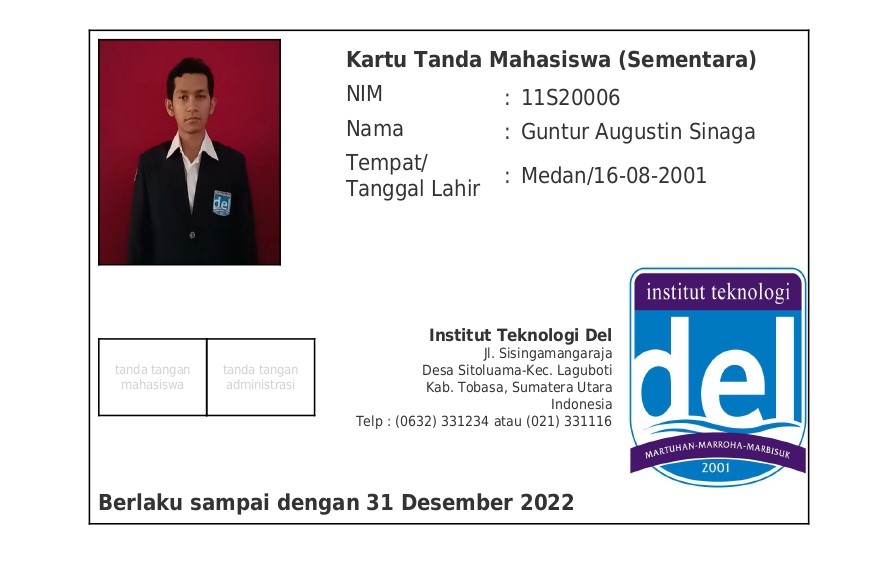 Kartu Tanda Mahasiswa (Sementara)
NIM : 11S20006
Nama : Guntur Augustin Sinaga
Tempat/
Tanggal Lahir : Medan/16-08-2001
del
institut teknologi
del
MARTUHAN-MARROHA-MARBISUK
2001
Institut Teknologi Del
Jl. Sisingamangaraja
Desa Sitoluama-Kec. Laguboti
Kab. Tobasa, Sumatera Utara
Indonesia
Telp : (0632) 331234 atau (021) 331116
tanda tangan
mahasiswa
tanda tangan
administrasi
Berlaku sampai dengan 31 Desember 2022